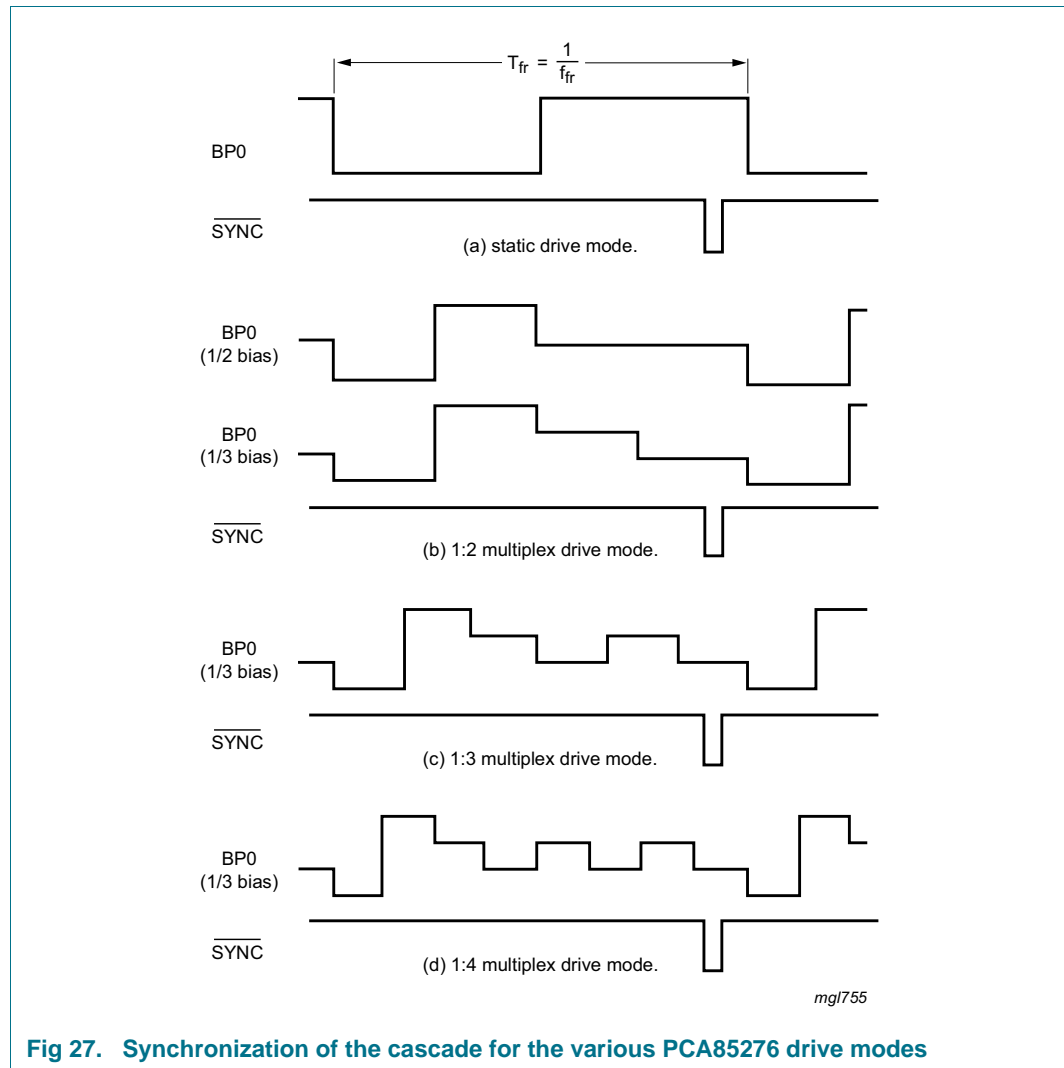 T_fr = 1/f_fr
BP0
SYNC
(a) static drive mode.
BP0
(1/2 bias)
BP0
(1/3 bias)
SYNC
(b) 1:2 multiplex drive mode.
BP0
(1/3 bias)
SYNC
(c) 1:3 multiplex drive mode.
BP0
(1/3 bias)
SYNC
(d) 1:4 multiplex drive mode.
mgl755
Fig 27. Synchronization of the cascade for the various PCA85276 drive modes